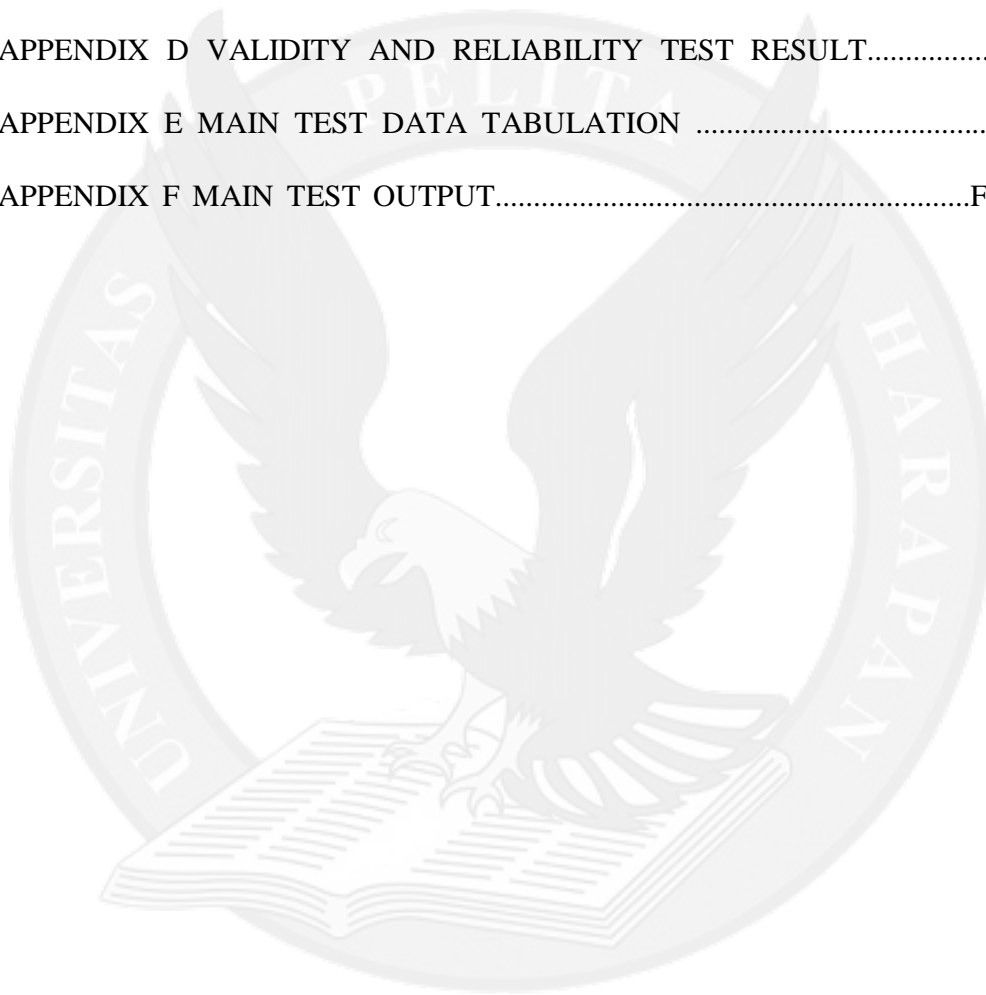 APPENDIX D VALIDITY AND RELIABILITY TEST RESULT................
APPENDIX E MAIN TEST DATA TABULATION ......................................
APPENDIX F MAIN TEST OUTPUT..............................................................F
UNIVERSITAS PELITA HARAPAN